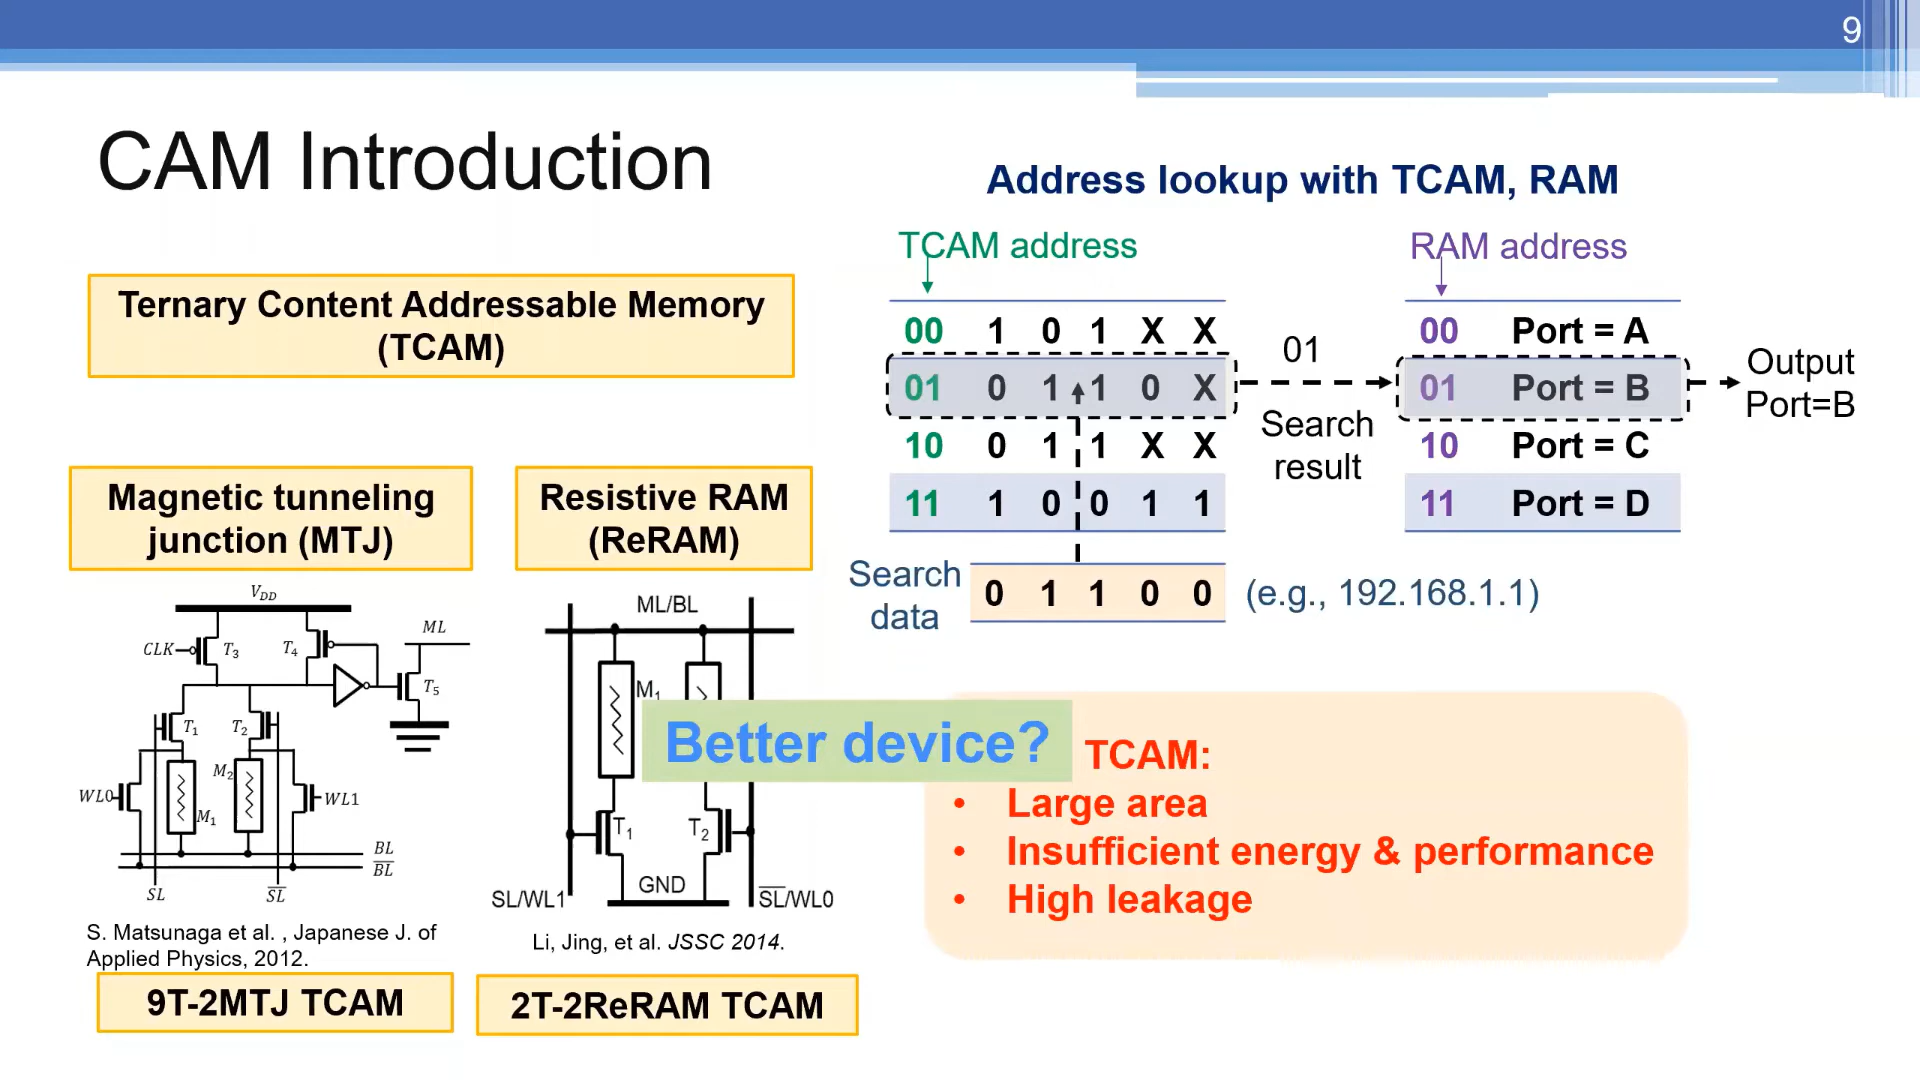 9
CAM Introduction
Ternary Content Addressable Memory
(TCAM)
Magnetic tunneling
junction (MTJ)
Resistive RAM
(ReRAM)
V_DD
CLK
T_3
T_4
ML
T_5
T_1
T_2
M_2
WL0
WL1
M_1
BL
B̅L̅
SL
S̅L̅
S. Matsunaga et al. , Japanese J. of
Applied Physics, 2012.
9T-2MTJ TCAM
ML/BL
M_1
T_1
T_2
GND
SL/WL1
S̅L̅/WL0
Li, Jing, et al. JSSC 2014.
2T-2ReRAM TCAM
Address lookup with TCAM, RAM
TCAM address
00 1 0 1 X X
01 0 1 1 0 X
10 0 1 1 X X
11 1 0 0 1 1
Search
data
0 1 1 0 0
(e.g., 192.168.1.1)
01
Search
result
RAM address
00 Port = A
01 Port = B
10 Port = C
11 Port = D
Output
Port=B
Better device?
TCAM:
• Large area
• Insufficient energy & performance
• High leakage